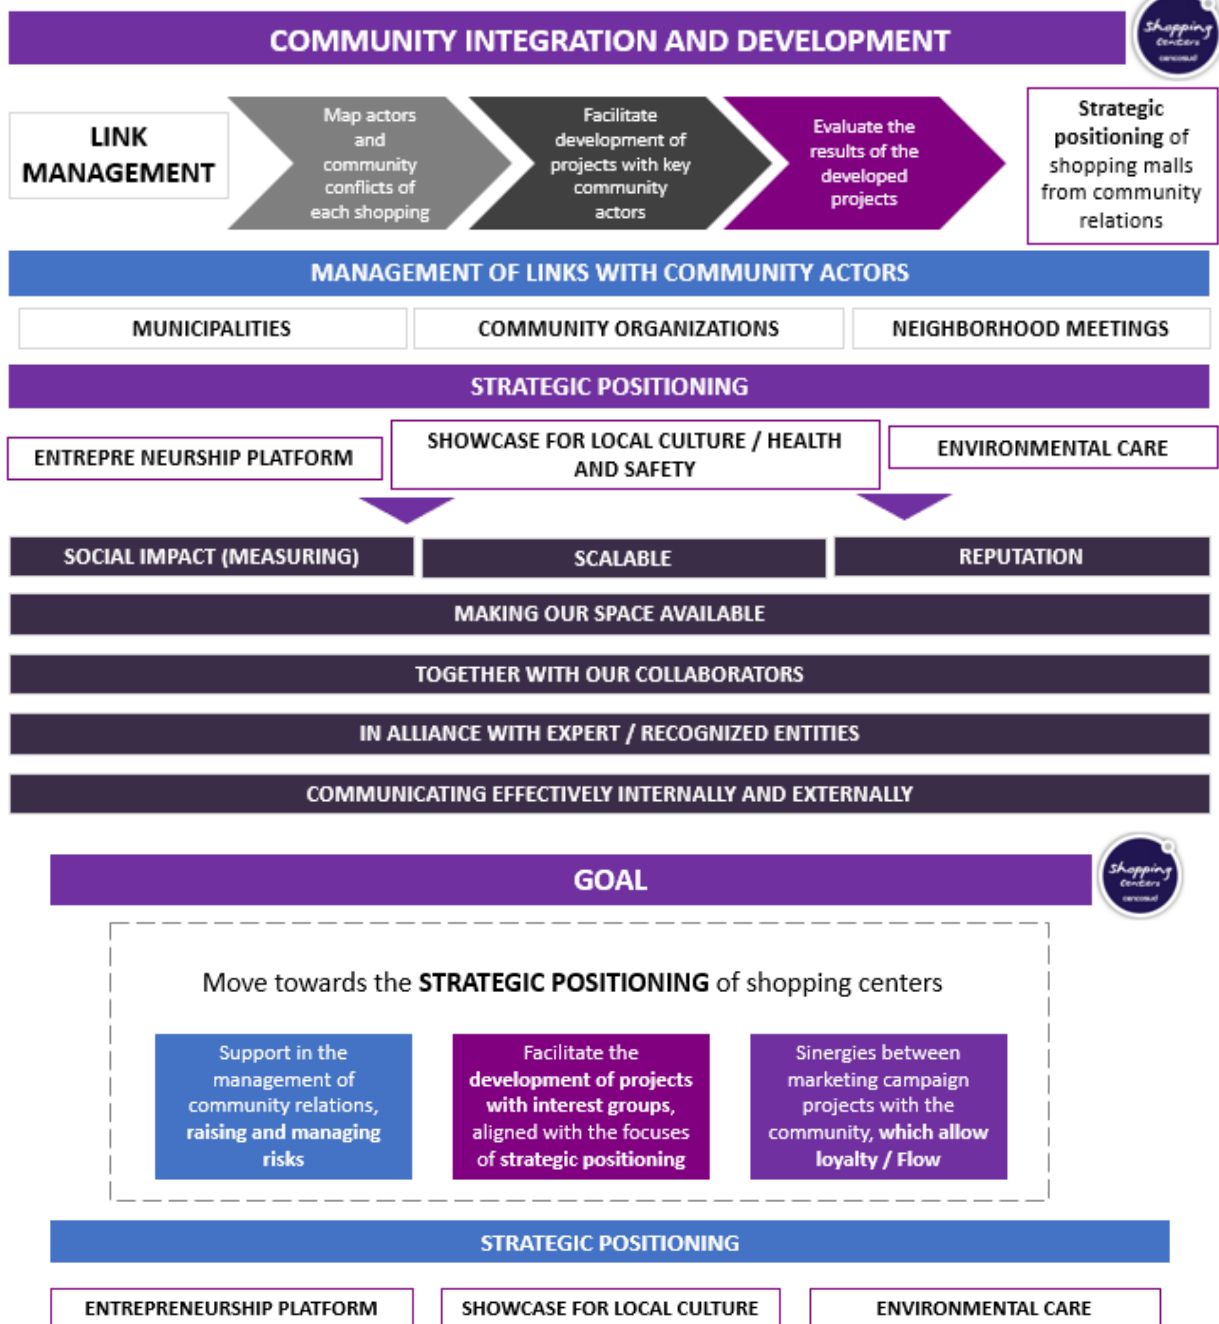 COMMUNITY INTEGRATION AND DEVELOPMENT
Shopping
Centers
cencosud
LINK
MANAGEMENT
Map actors
and
community
conflicts of
each shopping
Facilitate
development of
projects with key
community
actors
Evaluate the
results of the
developed
projects
Strategic
positioning of
shopping malls
from community
relations
MANAGEMENT OF LINKS WITH COMMUNITY ACTORS
MUNICIPALITIES
COMMUNITY ORGANIZATIONS
NEIGHBORHOOD MEETINGS
STRATEGIC POSITIONING
ENTREPRE NEURSHIP PLATFORM
SHOWCASE FOR LOCAL CULTURE / HEALTH
AND SAFETY
ENVIRONMENTAL CARE
SOCIAL IMPACT (MEASURING)
SCALABLE
REPUTATION
MAKING OUR SPACE AVAILABLE
TOGETHER WITH OUR COLLABORATORS
IN ALLIANCE WITH EXPERT / RECOGNIZED ENTITIES
COMMUNICATING EFFECTIVELY INTERNALLY AND EXTERNALLY
GOAL
Shopping
Centers
cencosud
Move towards the STRATEGIC POSITIONING of shopping centers
Support in the
management of
community relations,
raising and managing
risks
Facilitate the
development of projects
with interest groups,
aligned with the focuses
of strategic positioning
Sinergies between
marketing campaign
projects with the
community, which allow
loyalty / Flow
STRATEGIC POSITIONING
ENTREPRENEURSHIP PLATFORM
SHOWCASE FOR LOCAL CULTURE
ENVIRONMENTAL CARE